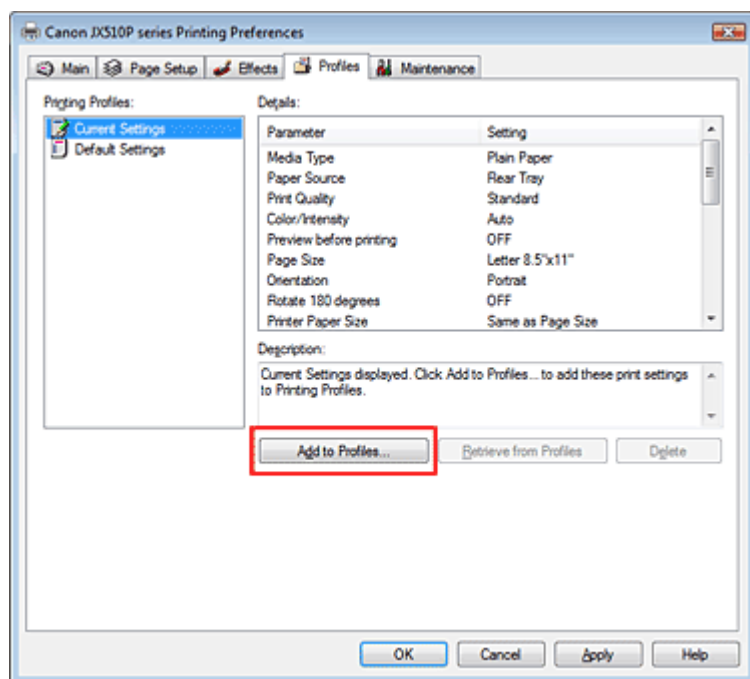 Canon JX510P series Printing Preferences
Main Page Setup Effects Profiles Maintenance
Printing Profiles:
Current Settings
Default Settings
Details:
Parameter Setting
Media Type Plain Paper
Paper Source Rear Tray
Print Quality Standard
Color/Intensity Auto
Preview before printing OFF
Page Size Letter 8.5"x11"
Orientation Portrait
Rotate 180 degrees OFF
Printer Paper Size Same as Page Size
Description:
Current Settings displayed. Click Add to Profiles... to add these print settings
to Printing Profiles.
Add to Profiles... Retrieve from Profiles Delete
OK Cancel Apply Help